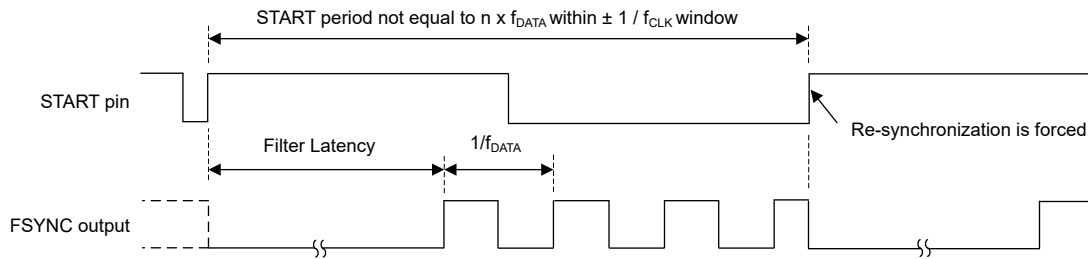 START period not equal to n x fDATA within ± 1 / fCLK window
START pin
Re-synchronization is forced
Filter Latency
1/fDATA
FSYNC output